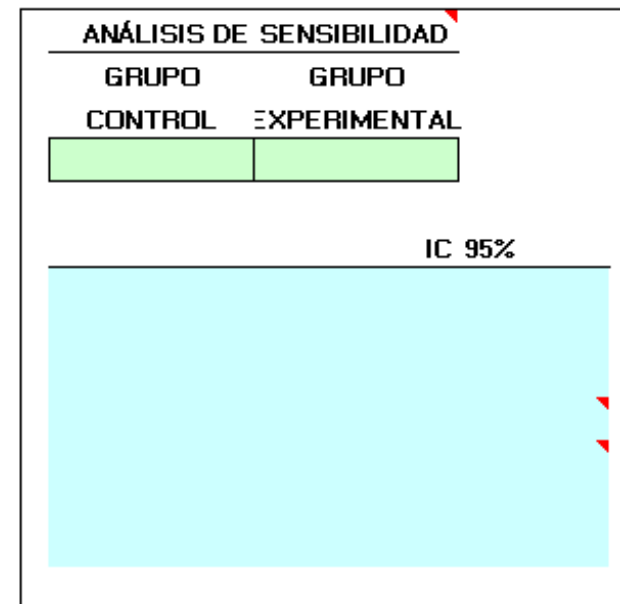 ANÁLISIS DE SENSIBILIDAD
GRUPO GRUPO
CONTROL EXPERIMENTAL
IC 95%